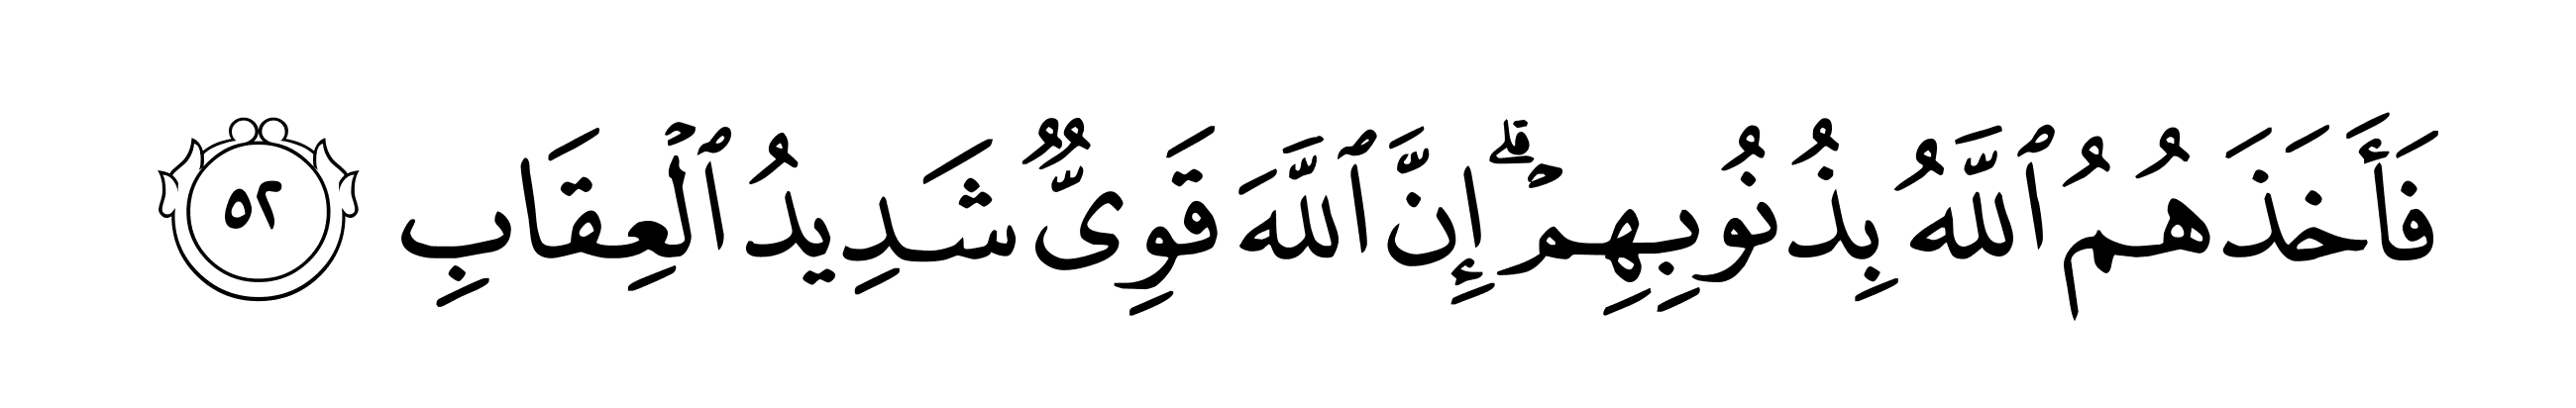 فَأَخَذَهُمُ ٱللَّهُ بِذُنُوبِهِمۡۗ إِنَّ ٱللَّهَ قَوِىٌّ شَدِيدُ ٱلۡعِقَابِ ٥٢